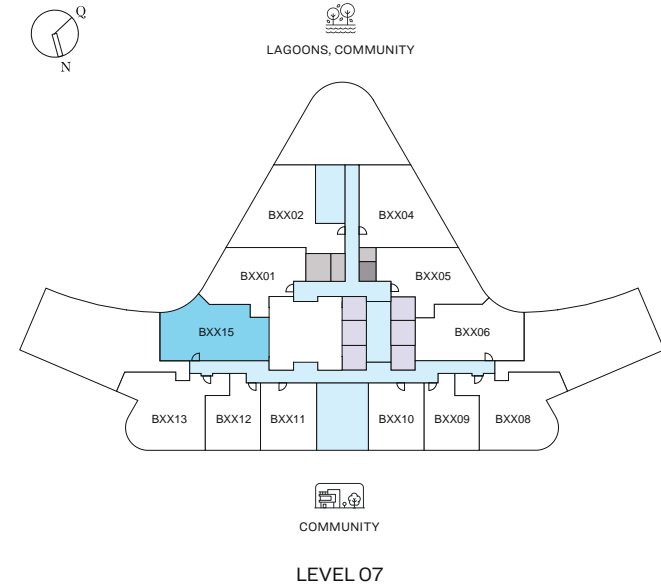 Q
N
LAGOONS, COMMUNITY
BXX02
BXX04
BXX01
BXX05
BXX15
BXX06
BXX13
BXX12
BXX11
BXX10
BXX09
BXX08
COMMUNITY
LEVEL 07